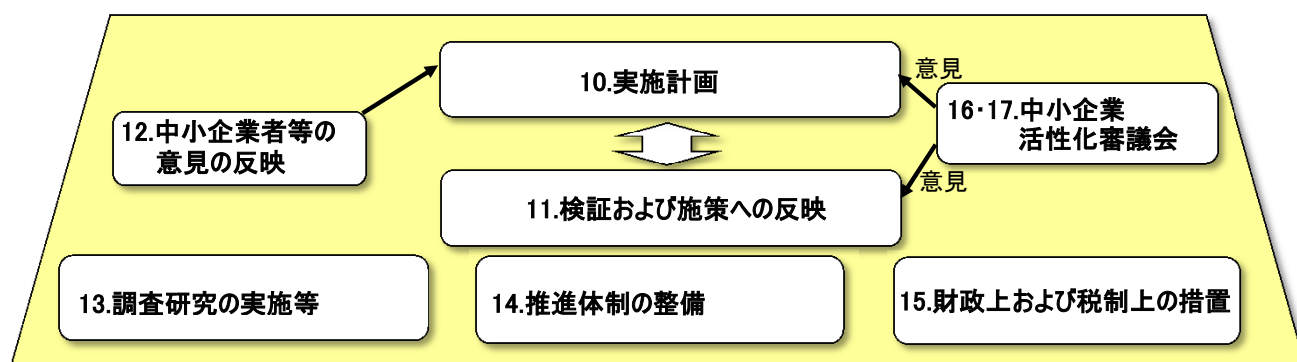 10.実施計画
意見
12.中小企業者等の
意見の反映
16・17.中小企業
活性化審議会
意見
11.検証および施策への反映
13.調査研究の実施等
14.推進体制の整備
15.財政上および税制上の措置